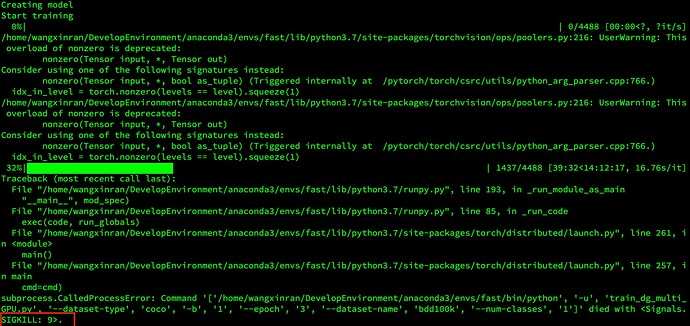 Creating model
Start training
  0%| | 0/4488 [00:00<?, ?it/s]
/home/wangxinran/DevelopEnvironment/anaconda3/envs/fast/lib/python3.7/site-packages/torchvision/ops/poolers.py:216: UserWarning: This
 overload of nonzero is deprecated:
        nonzero(Tensor input, *, Tensor out)
Consider using one of the following signatures instead:
        nonzero(Tensor input, *, bool as_tuple) (Triggered internally at  /pytorch/torch/csrc/utils/python_arg_parser.cpp:766.)
  idx_in_level = torch.nonzero(levels == level).squeeze(1)
/home/wangxinran/DevelopEnvironment/anaconda3/envs/fast/lib/python3.7/site-packages/torchvision/ops/poolers.py:216: UserWarning: This
 overload of nonzero is deprecated:
        nonzero(Tensor input, *, Tensor out)
Consider using one of the following signatures instead:
        nonzero(Tensor input, *, bool as_tuple) (Triggered internally at  /pytorch/torch/csrc/utils/python_arg_parser.cpp:766.)
  idx_in_level = torch.nonzero(levels == level).squeeze(1)
 32%| | 1437/4488 [39:32<14:12:17, 16.76s/it]
Traceback (most recent call last):
  File "/home/wangxinran/DevelopEnvironment/anaconda3/envs/fast/lib/python3.7/runpy.py", line 193, in _run_module_as_main
    "__main__", mod_spec)
  File "/home/wangxinran/DevelopEnvironment/anaconda3/envs/fast/lib/python3.7/runpy.py", line 85, in _run_code
    exec(code, run_globals)
  File "/home/wangxinran/DevelopEnvironment/anaconda3/envs/fast/lib/python3.7/site-packages/torch/distributed/launch.py", line 261, i
n <module>
    main()
  File "/home/wangxinran/DevelopEnvironment/anaconda3/envs/fast/lib/python3.7/site-packages/torch/distributed/launch.py", line 257, i
n main
    cmd=cmd)
subprocess.CalledProcessError: Command '['/home/wangxinran/DevelopEnvironment/anaconda3/envs/fast/bin/python', '-u', 'train_dg_multi_
GPU.py', '--dataset-type', 'coco', '-b', '1', '--epoch', '3', '--dataset-name', 'bdd100k', '--num-classes', '1']' died with <Signals.
SIGKILL: 9>.